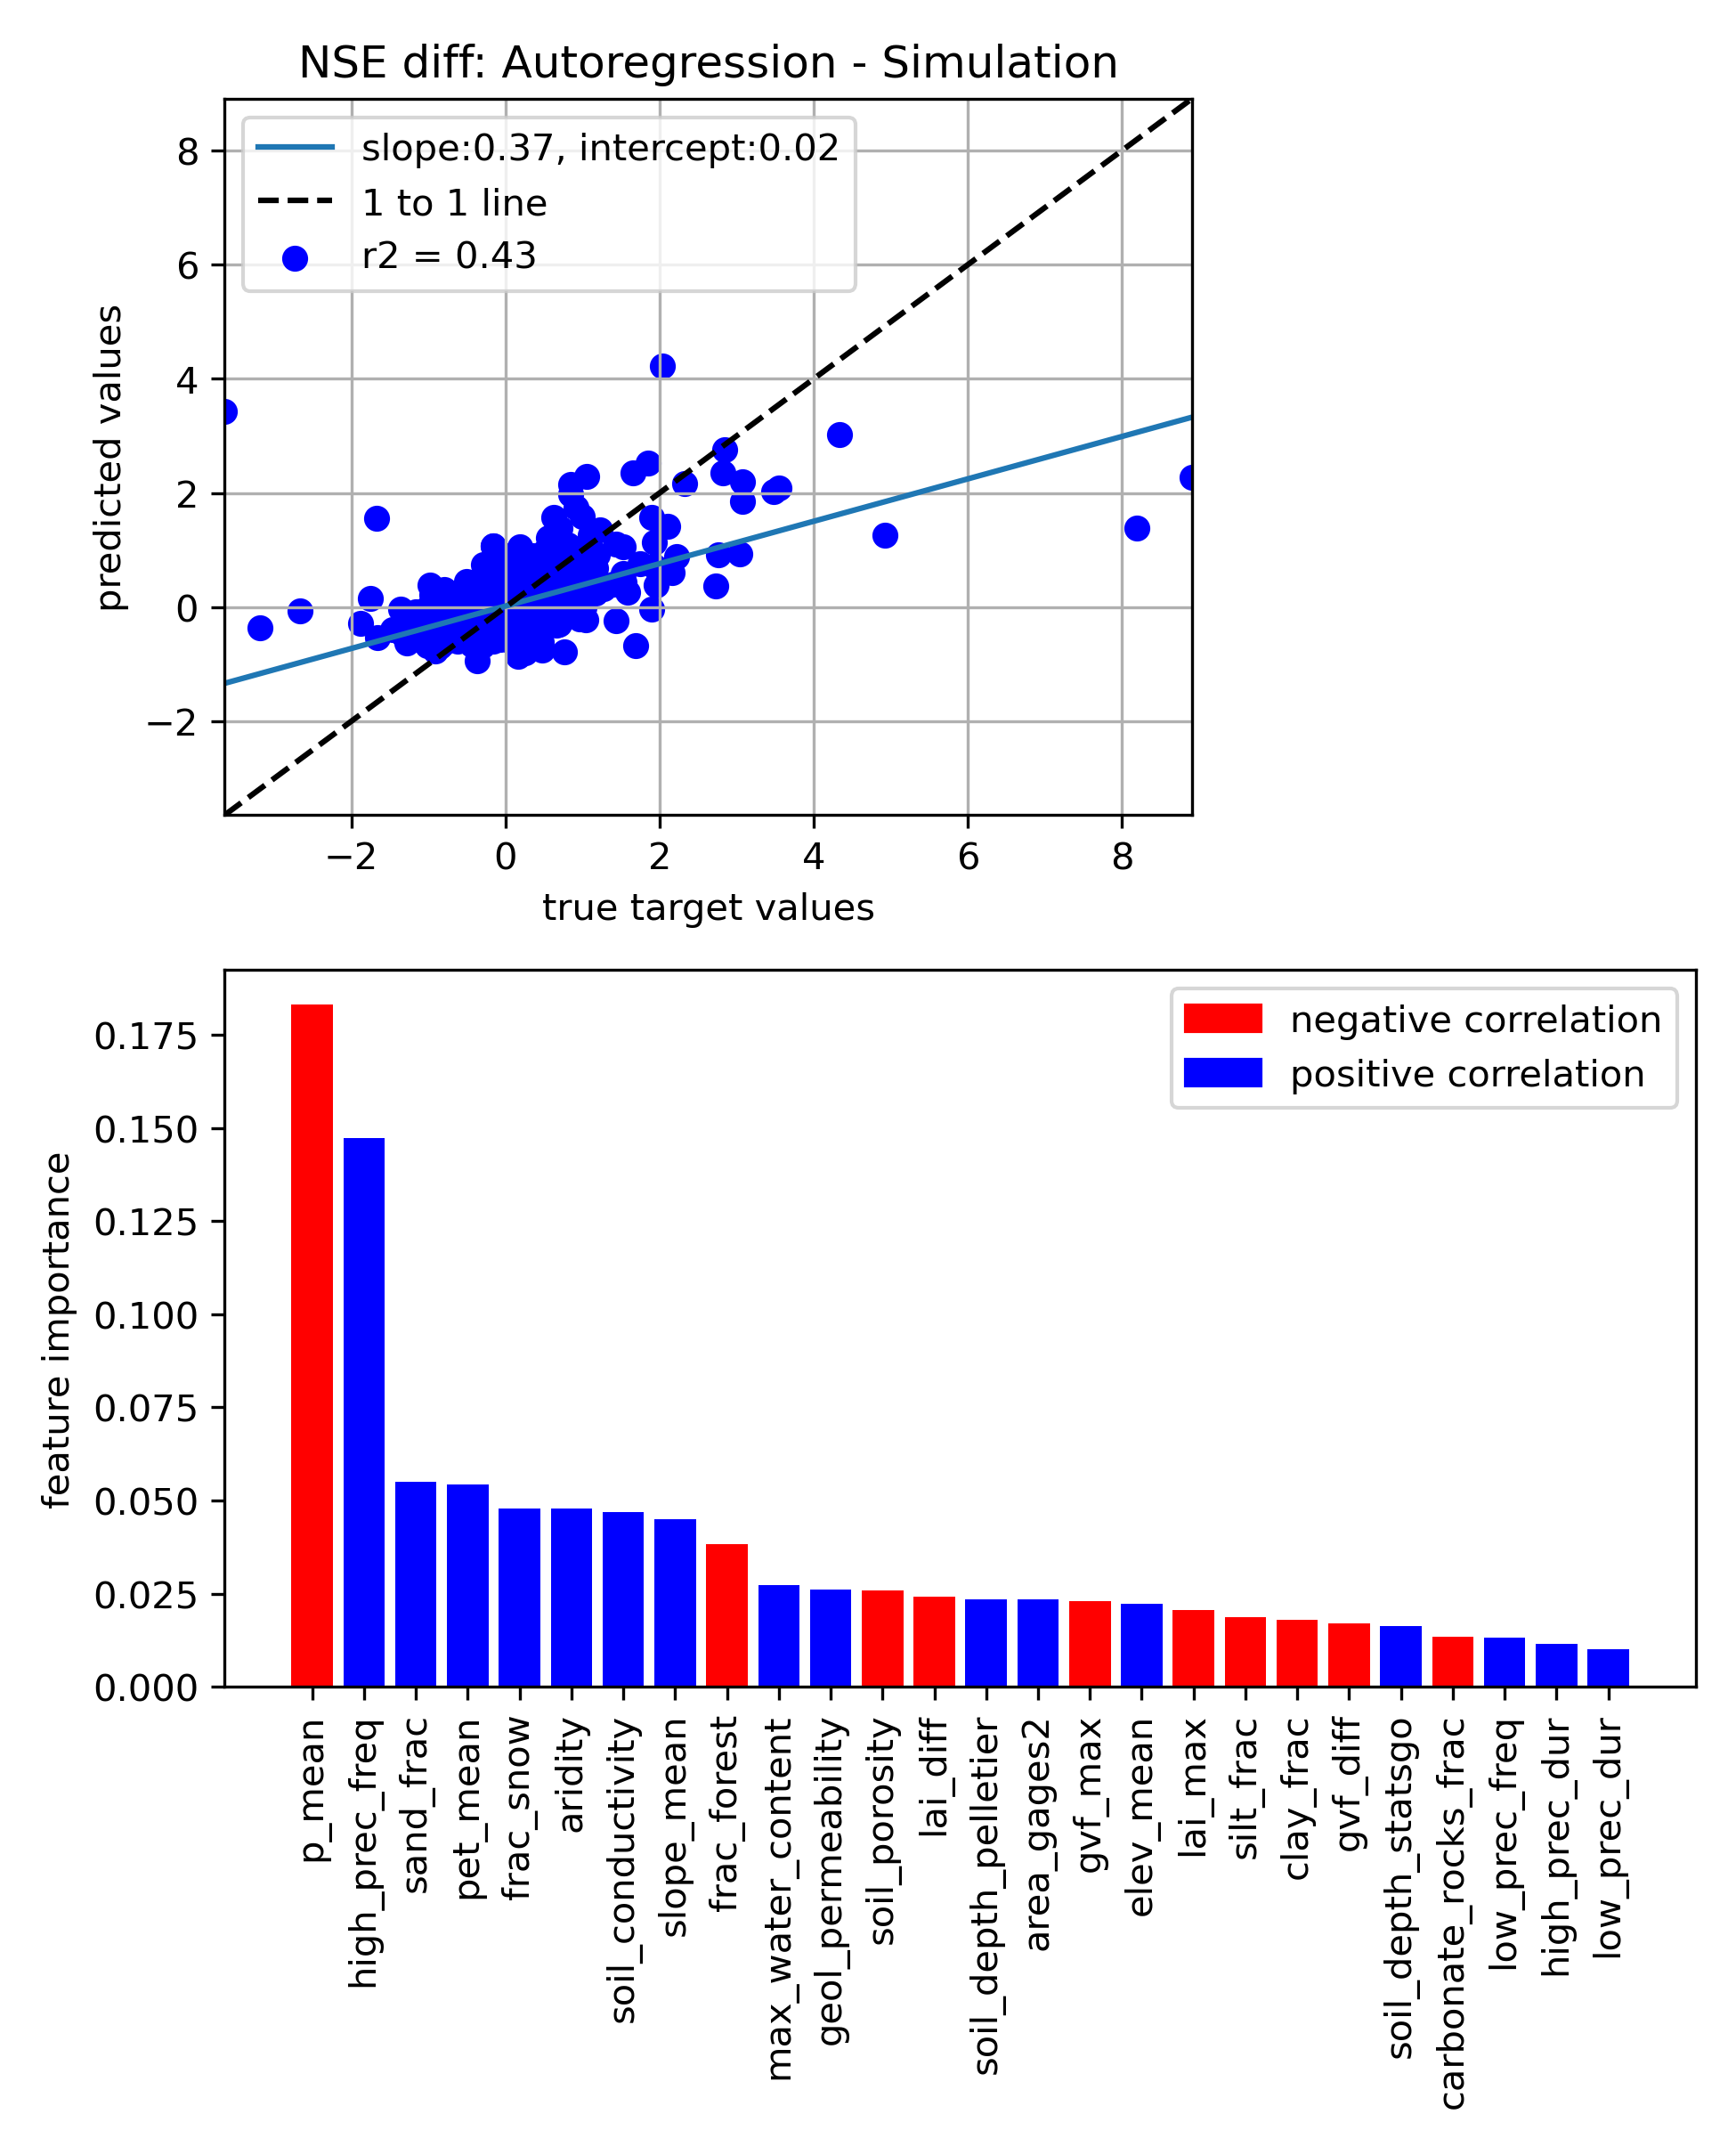 NSE diff: Autoregression - Simulation
slope:0.37, intercept:0.02
1 to 1 line
r2 = 0.43
8
6
4
2
0
−2
predicted values
−2 0 2 4 6 8
true target values
negative correlation
positive correlation
0.175
0.150
0.125
0.100
0.075
0.050
0.025
0.000
feature importance
p_mean
high_prec_freq
sand_frac
pet_mean
frac_snow
aridity
soil_conductivity
slope_mean
frac_forest
max_water_content
geol_permeability
soil_porosity
lai_diff
soil_depth_pelletier
area_gages2
gvf_max
elev_mean
lai_max
silt_frac
clay_frac
gvf_diff
soil_depth_statsgo
carbonate_rocks_frac
low_prec_freq
high_prec_dur
low_prec_dur